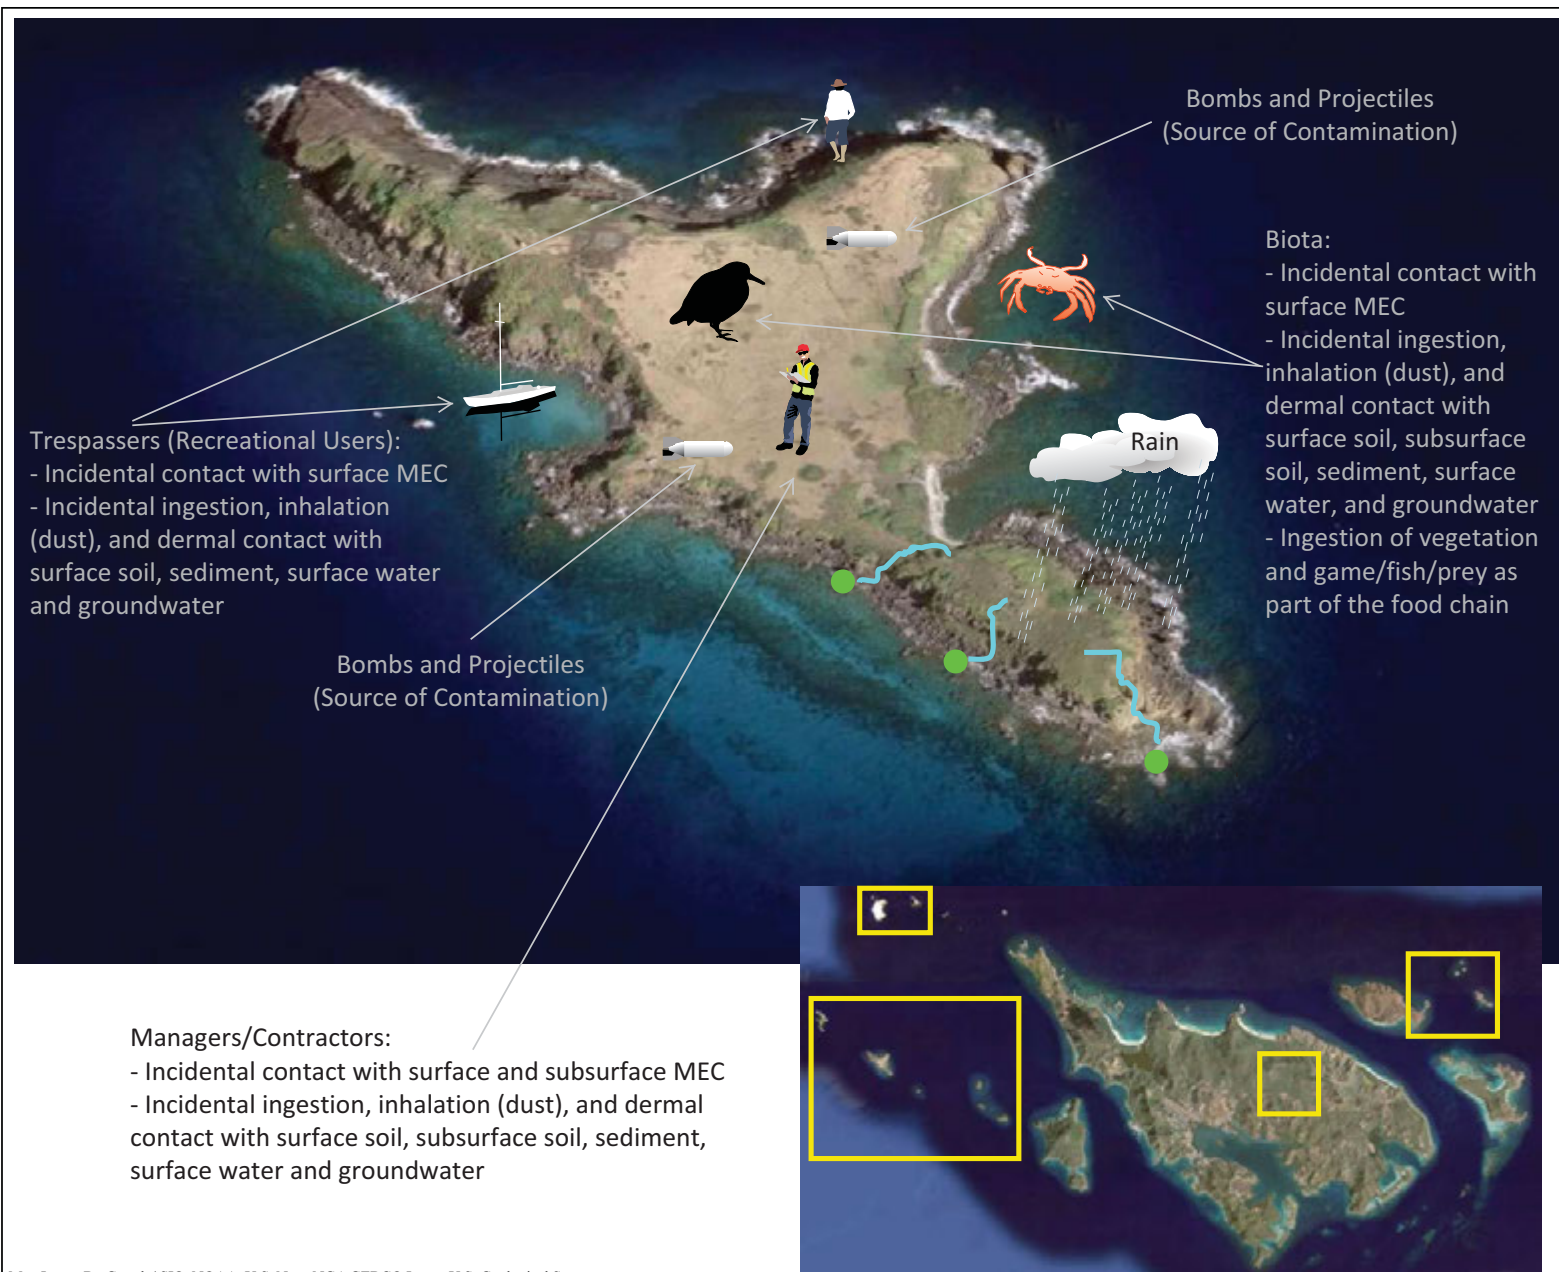 Bombs and Projectiles
(Source of Contamination)
Biota:
- Incidental contact with
surface MEC
- Incidental ingestion,
inhalation (dust), and
dermal contact with
surface soil, subsurface
soil, sediment, surface
water, and groundwater
- Ingestion of vegetation
and game/fish/prey as
part of the food chain
Rain
Trespassers (Recreational Users):
- Incidental contact with surface MEC
- Incidental ingestion, inhalation
(dust), and dermal contact with
surface soil, sediment, surface water
and groundwater
Bombs and Projectiles
(Source of Contamination)
Managers/Contractors:
- Incidental contact with surface and subsurface MEC
- Incidental ingestion, inhalation (dust), and dermal
contact with surface soil, subsurface soil, sediment,
surface water and groundwater